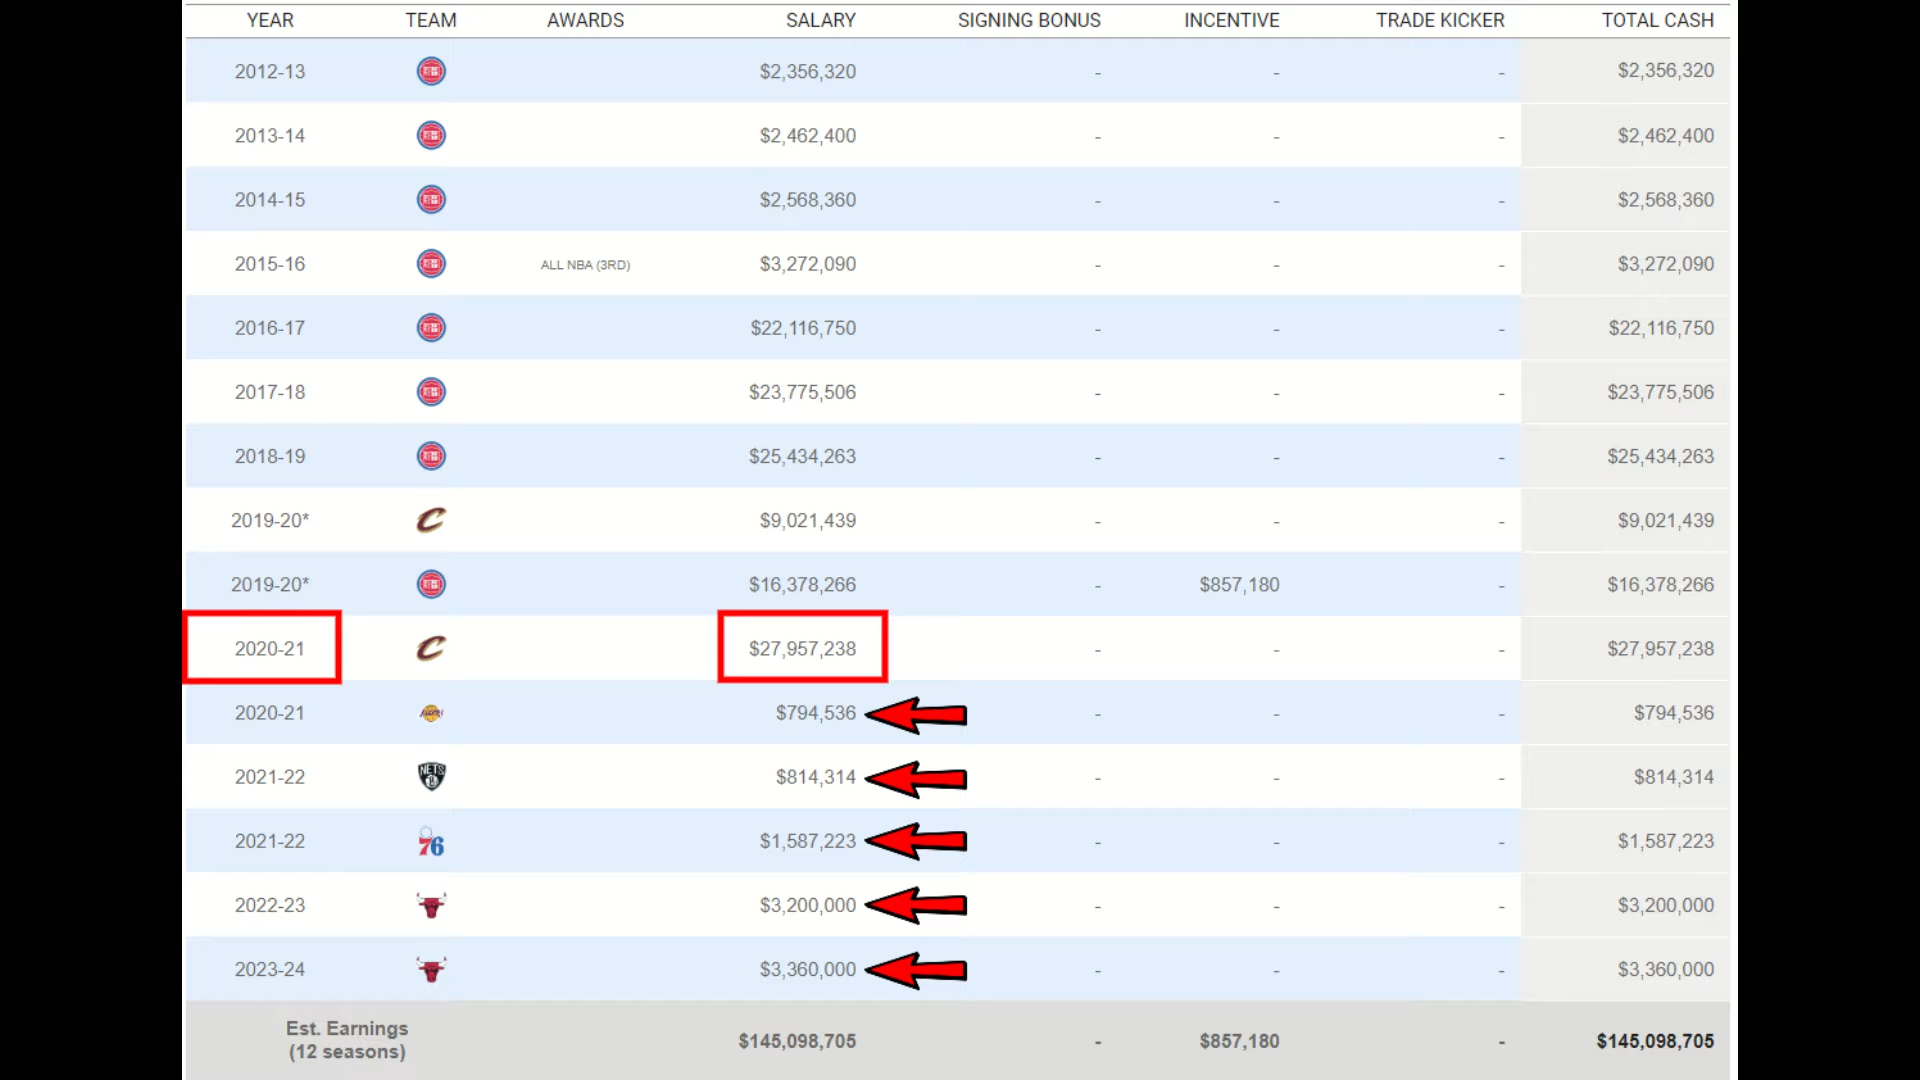 YEAR TEAM AWARDS SALARY SIGNING BONUS INCENTIVE TRADE KICKER TOTAL CASH
2012-13 $2,356,320 - - - $2,356,320
2013-14 $2,462,400 - - - $2,462,400
2014-15 $2,568,360 - - - $2,568,360
2015-16 ALL NBA (3RD) $3,272,090 - - - $3,272,090
2016-17 $22,116,750 - - - $22,116,750
2017-18 $23,775,506 - - - $23,775,506
2018-19 $25,434,263 - - - $25,434,263
2019-20* $9,021,439 - - - $9,021,439
2019-20* $16,378,266 - $857,180 - $16,378,266
2020-21 $27,957,238 - - - $27,957,238
2020-21 $794,536 - - - $794,536
2021-22 NETS B $814,314 - - - $814,314
2021-22 76 $1,587,223 - - - $1,587,223
2022-23 $3,200,000 - - - $3,200,000
2023-24 $3,360,000 - - - $3,360,000
Est. Earnings
(12 seasons) $145,098,705 - $857,180 - $145,098,705